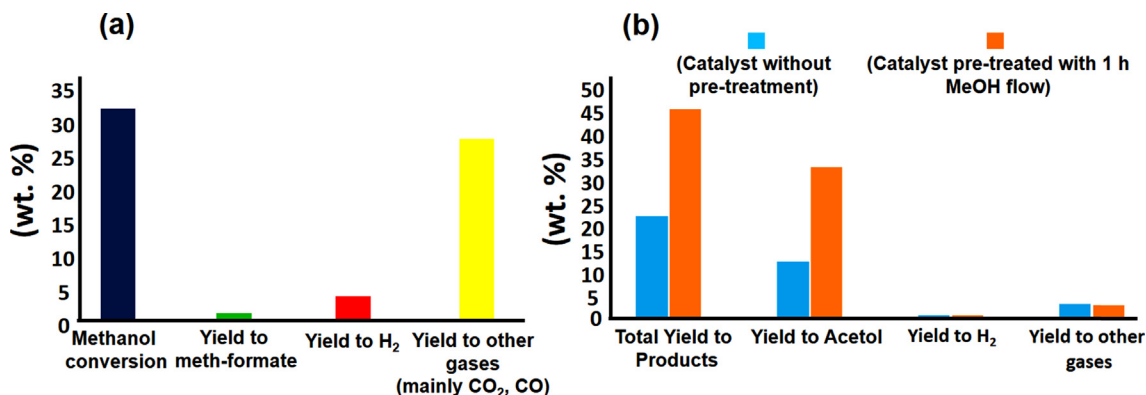 (a)
(wt. %)
35
30
25
20
15
10
5
0
Methanol
conversion
Yield to
meth-formate
Yield to H₂
Yield to other
gases
(mainly CO₂, CO)
(b)
(Catalyst without
pre-treatment)
(Catalyst pre-treated with 1 h
MeOH flow)
(wt. %)
50
45
40
35
30
25
20
15
10
5
0
Total Yield to
Products
Yield to Acetol
Yield to H₂
Yield to other
gases